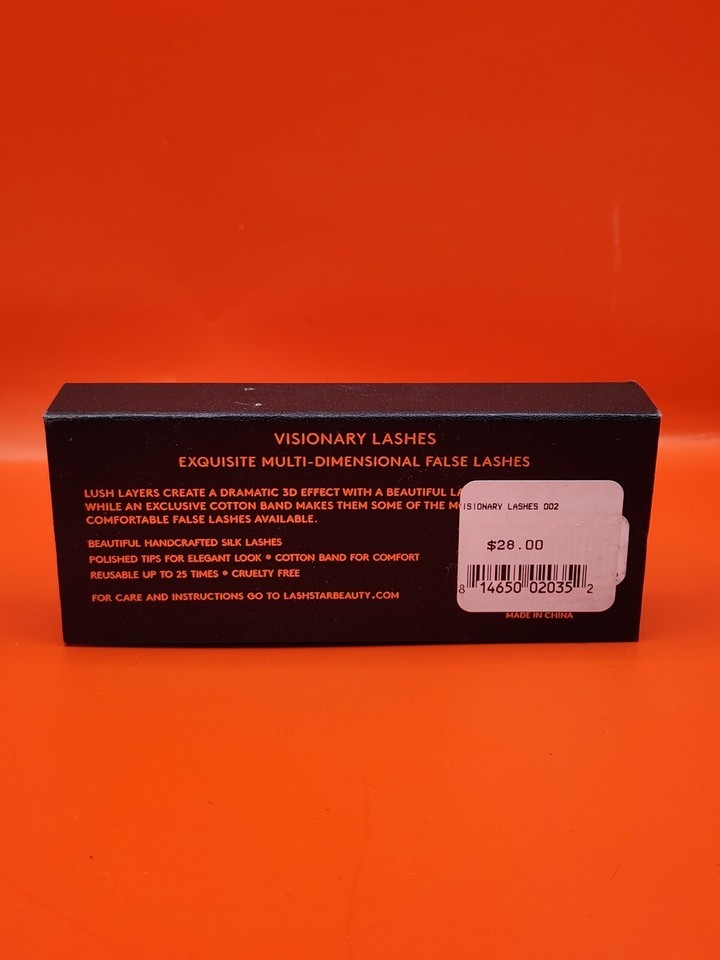 VISIONARY LASHES
EXQUISITE MULTI-DIMENSIONAL FALSE LASHES
LUSH LAYERS CREATE A DRAMATIC 3D EFFECT WITH A BEAUTIFUL
WHILE AN EXCLUSIVE COTTON BAND MAKES THEM SOME OF THE
COMFORTABLE FALSE LASHES AVAILABLE.
BEAUTIFUL HANDCRAFTED SILK LASHES
POLISHED TIPS FOR ELEGANT LOOK • COTTON BAND FOR COMFORT
REUSABLE UP TO 25 TIMES • CRUELTY FREE
FOR CARE AND INSTRUCTIONS GO TO LASHSTARBEAUTY.COM
ISIONARY LASHES 002
$28.00
8 14650 02035 2
MADE IN CHINA